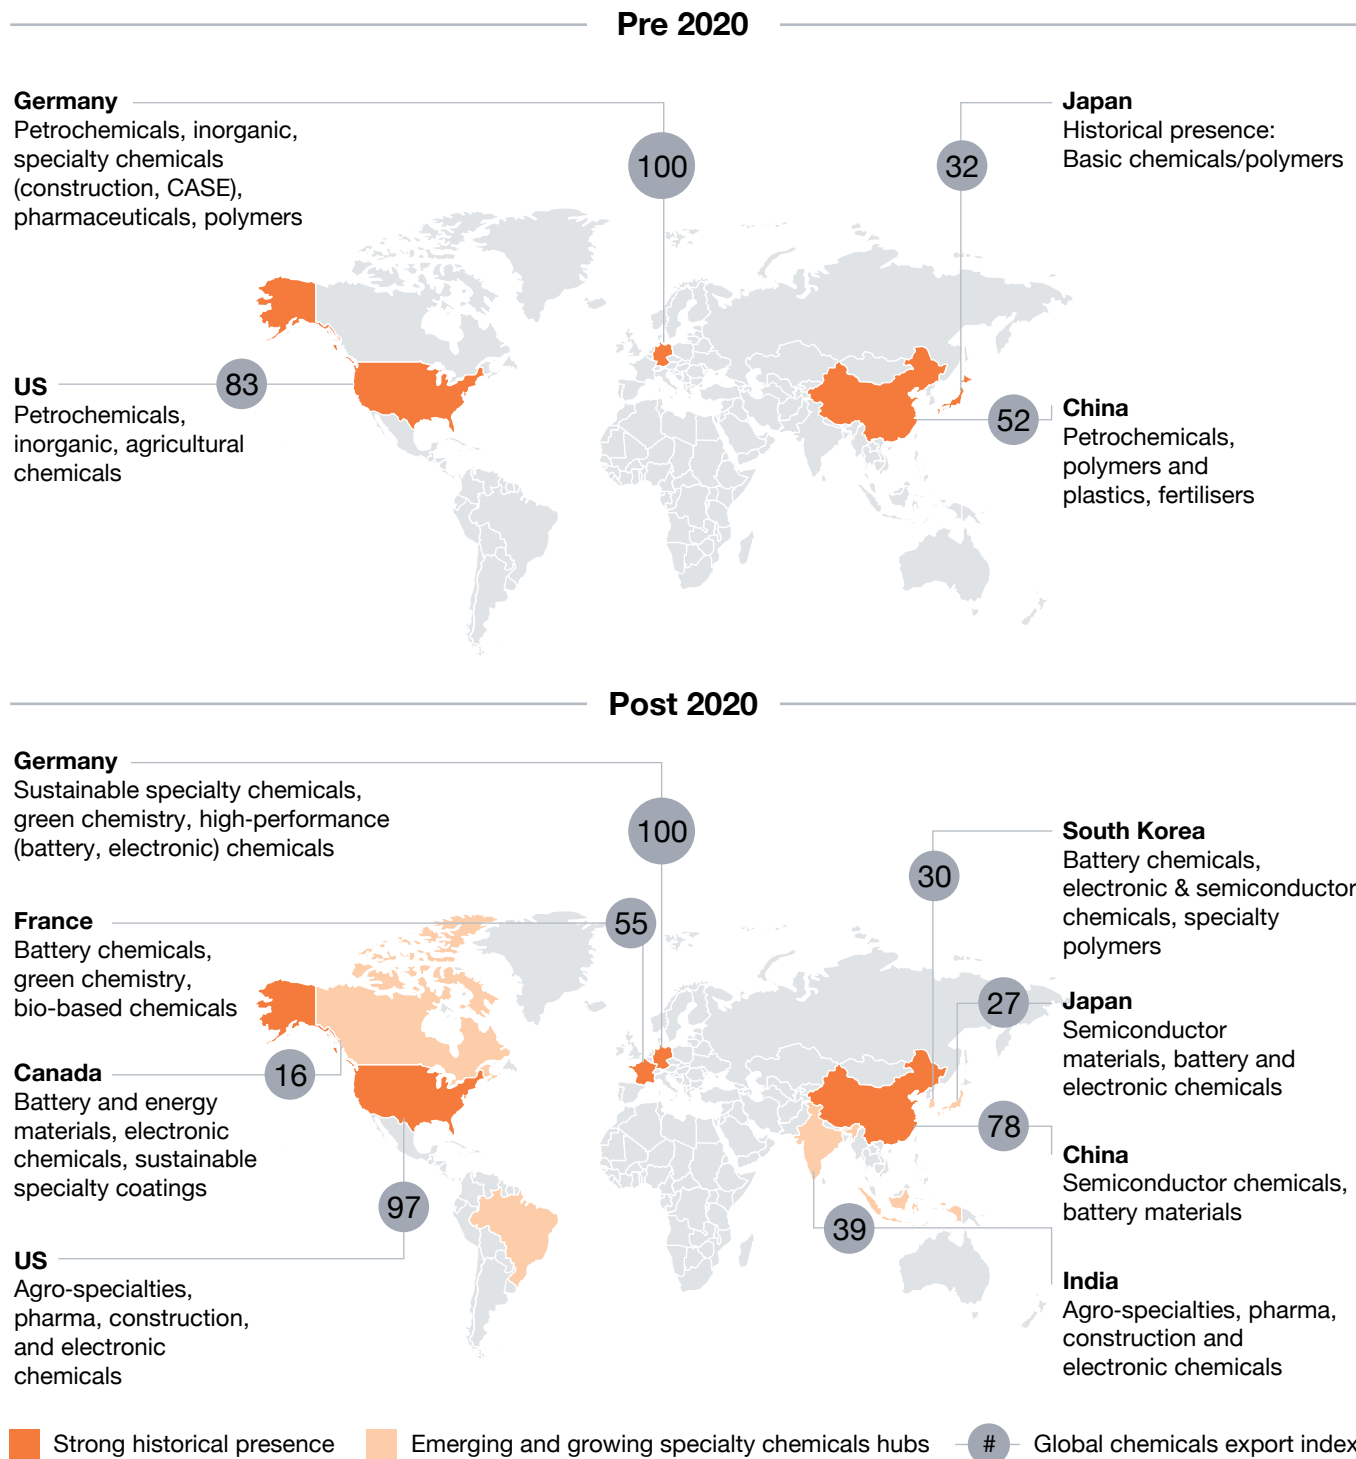 Pre 2020
Germany
Petrochemicals, inorganic,
specialty chemicals
(construction, CASE),
pharmaceuticals, polymers
100
32
Japan
Historical presence:
Basic chemicals/polymers
US
Petrochemicals,
inorganic, agricultural
chemicals
83
52
China
Petrochemicals,
polymers and
plastics, fertilisers
Post 2020
Germany
Sustainable specialty chemicals,
green chemistry, high-performance
(battery, electronic) chemicals
100
France
Battery chemicals,
green chemistry,
bio-based chemicals
55
Canada
Battery and energy
materials, electronic
chemicals, sustainable
specialty coatings
16
US
Agro-specialties,
pharma, construction,
and electronic
chemicals
97
30
South Korea
Battery chemicals,
electronic & semiconductor
chemicals, specialty
polymers
27
Japan
Semiconductor
materials, battery and
electronic chemicals
78
China
Semiconductor chemicals,
battery materials
39
India
Agro-specialties, pharma,
construction and
electronic chemicals
Strong historical presence
Emerging and growing specialty chemicals hubs
# Global chemicals export index